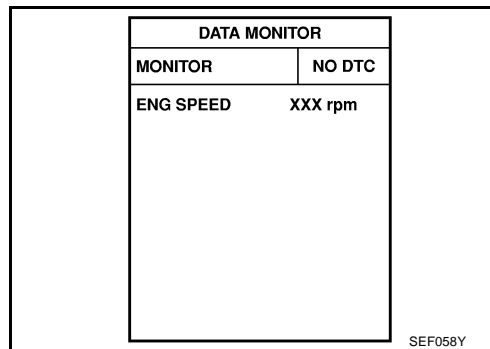 DATA MONITOR
MONITOR NO DTC
ENG SPEED XXX rpm
SEF058Y